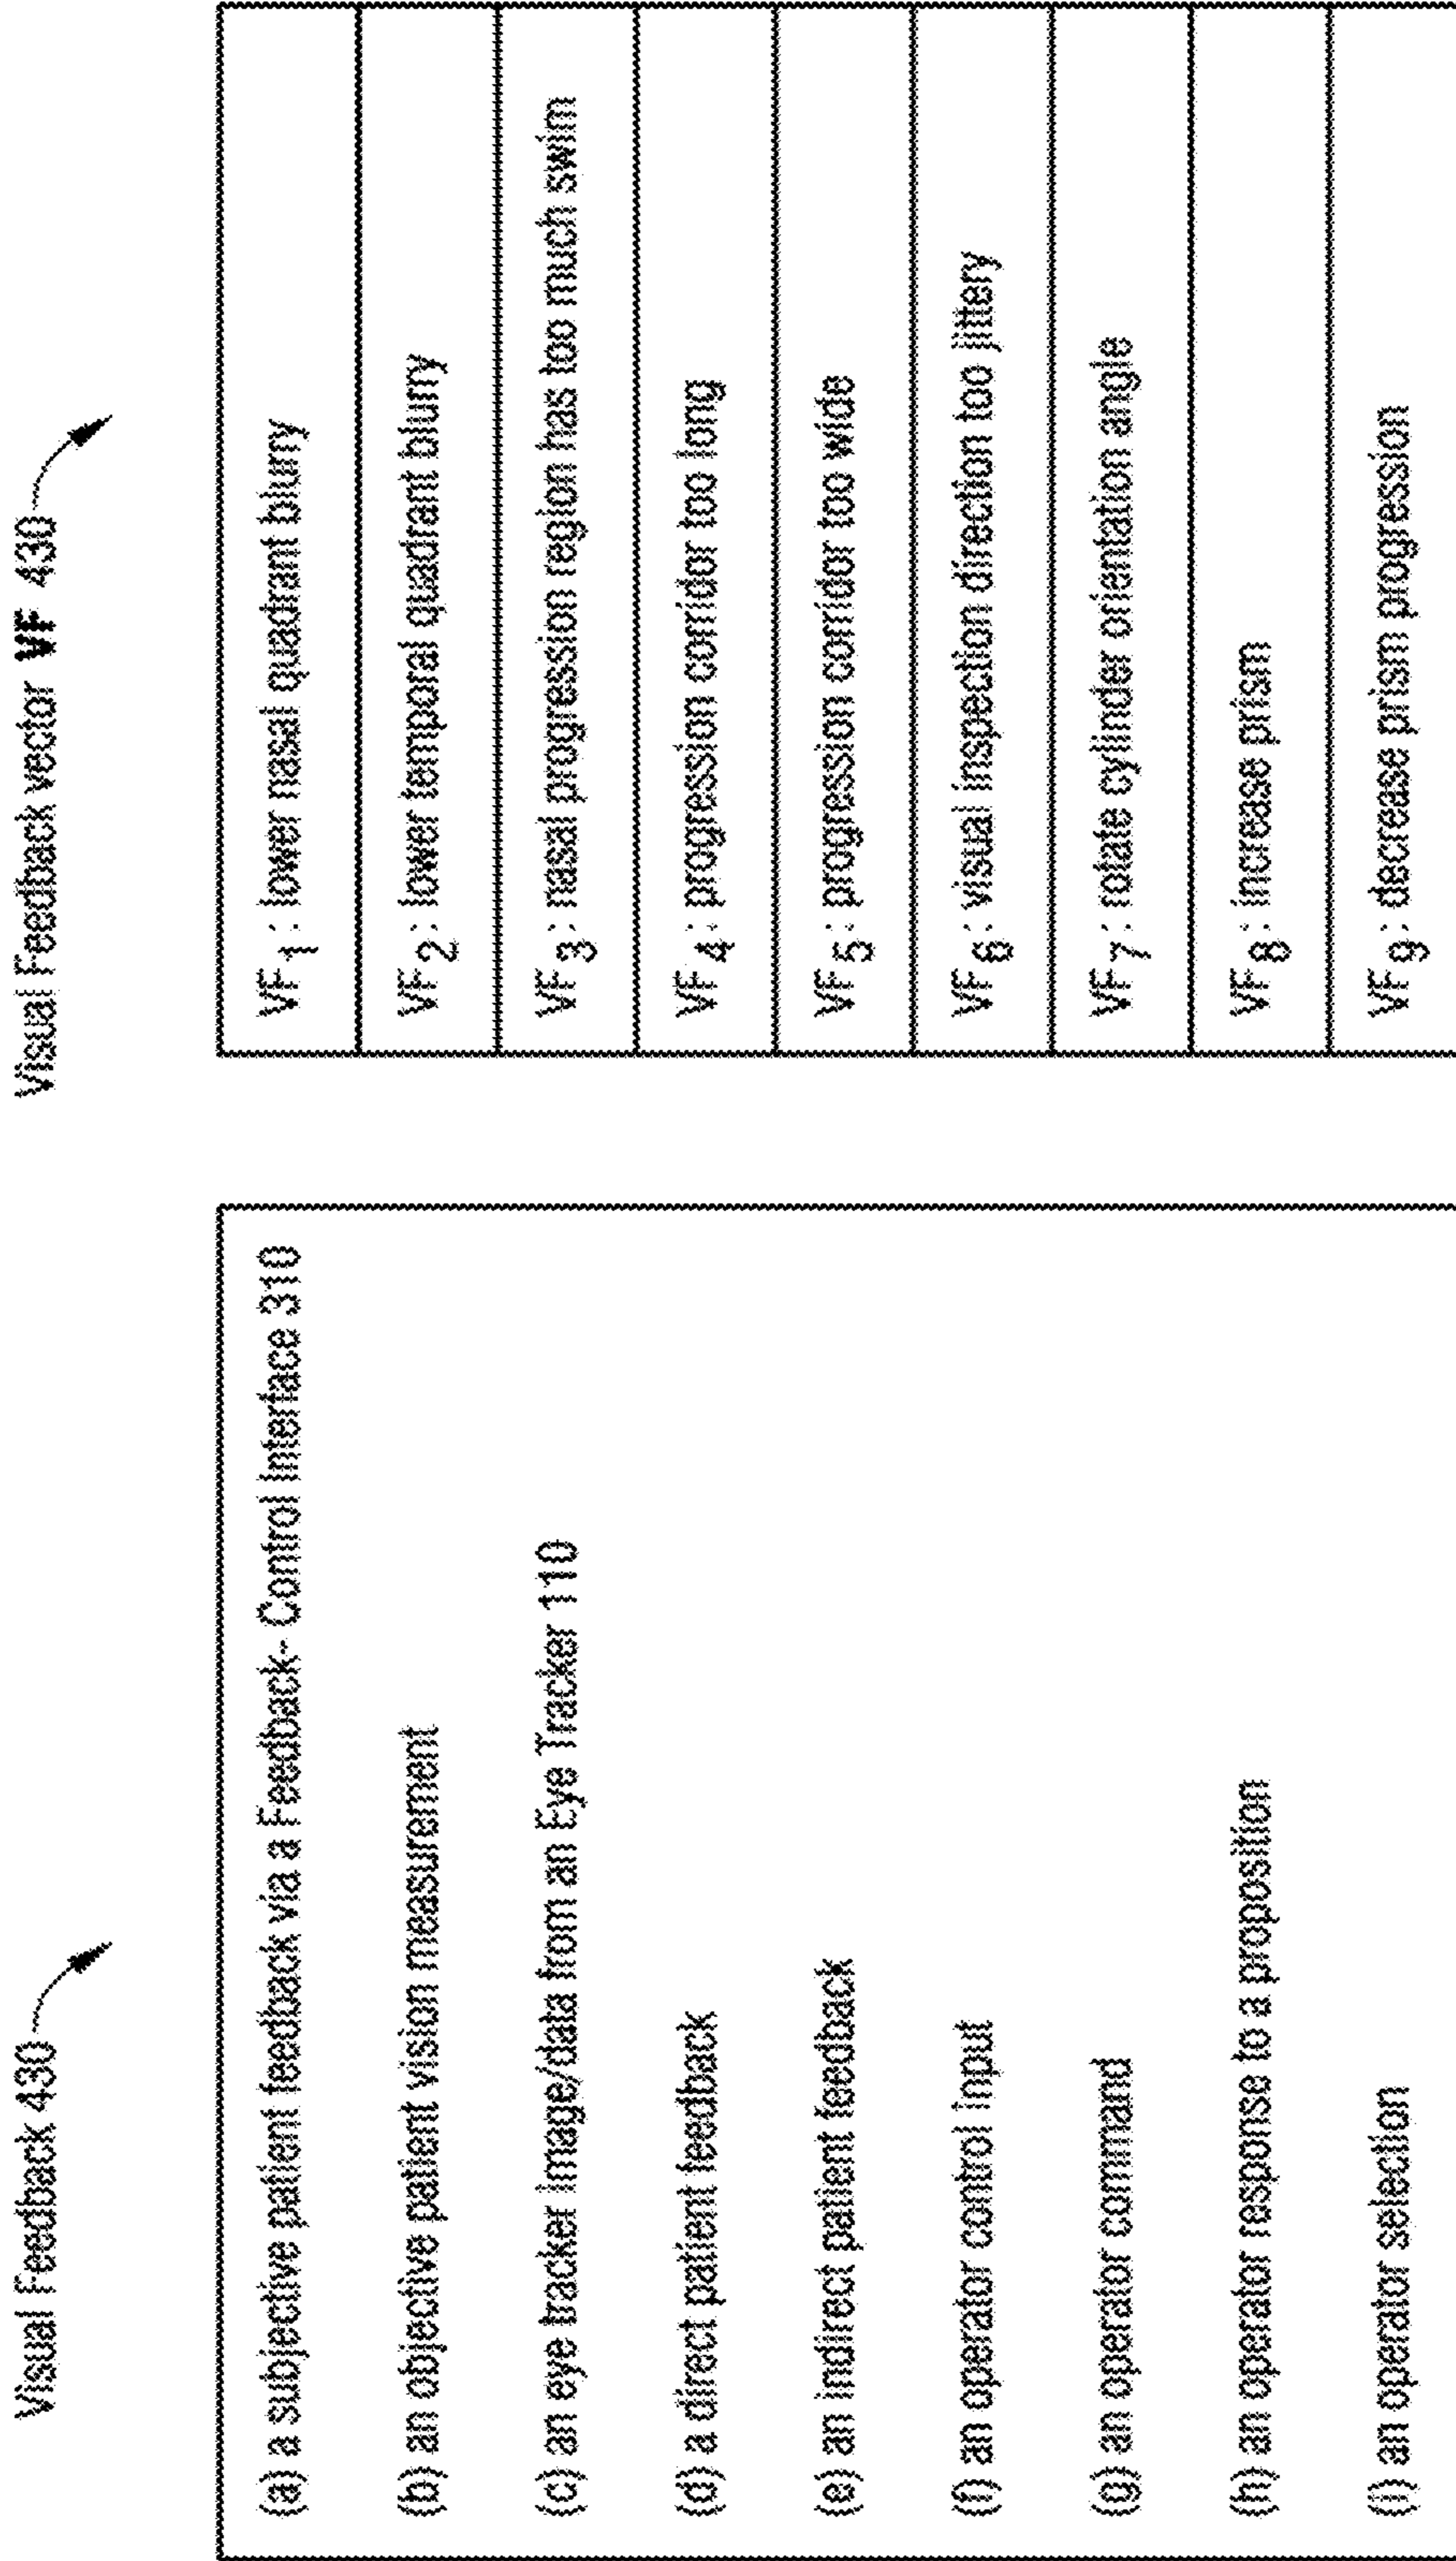 Visual Feedback 430
(a) a subjective patient feedback via a Feedback- Control Interface 310
(b) an objective patient vision measurement
(c) an eye tracker image/data from an Eye Tracker 110
(d) a direct patient feedback
(e) an indirect patient feedback
(f) an operator control input
(g) an operator command
(h) an operator response to a proposition
(i) an operator selection
Visual Feedback vector VF 430
VF1: lower nasal quadrant blurry
VF2: lower temporal quadrant blurry
VF3: nasal progression region has too much swim
VF4: progression corridor too long
VF5: progression corridor too wide
VF6: visual inspection direction too jittery
VF7: rotate cylinder orientation angle
VF8: increase prism
VF9: decrease prism progression